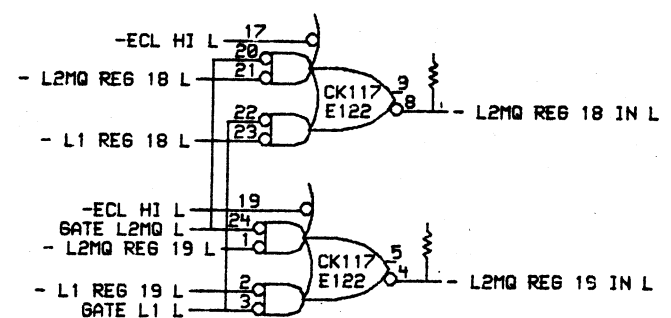 -ECL HI L 17
20
- L2MQ REG 18 L 21
CK117 9
E122 8 - L2MQ REG 18 IN L
22
- L1 REG 18 L 23
-ECL HI L 19
GATE L2MQ L 24
- L2MQ REG 19 L 1
CK117 5
E122 4 - L2MQ REG 19 IN L
- L1 REG 19 L 2
GATE L1 L 3